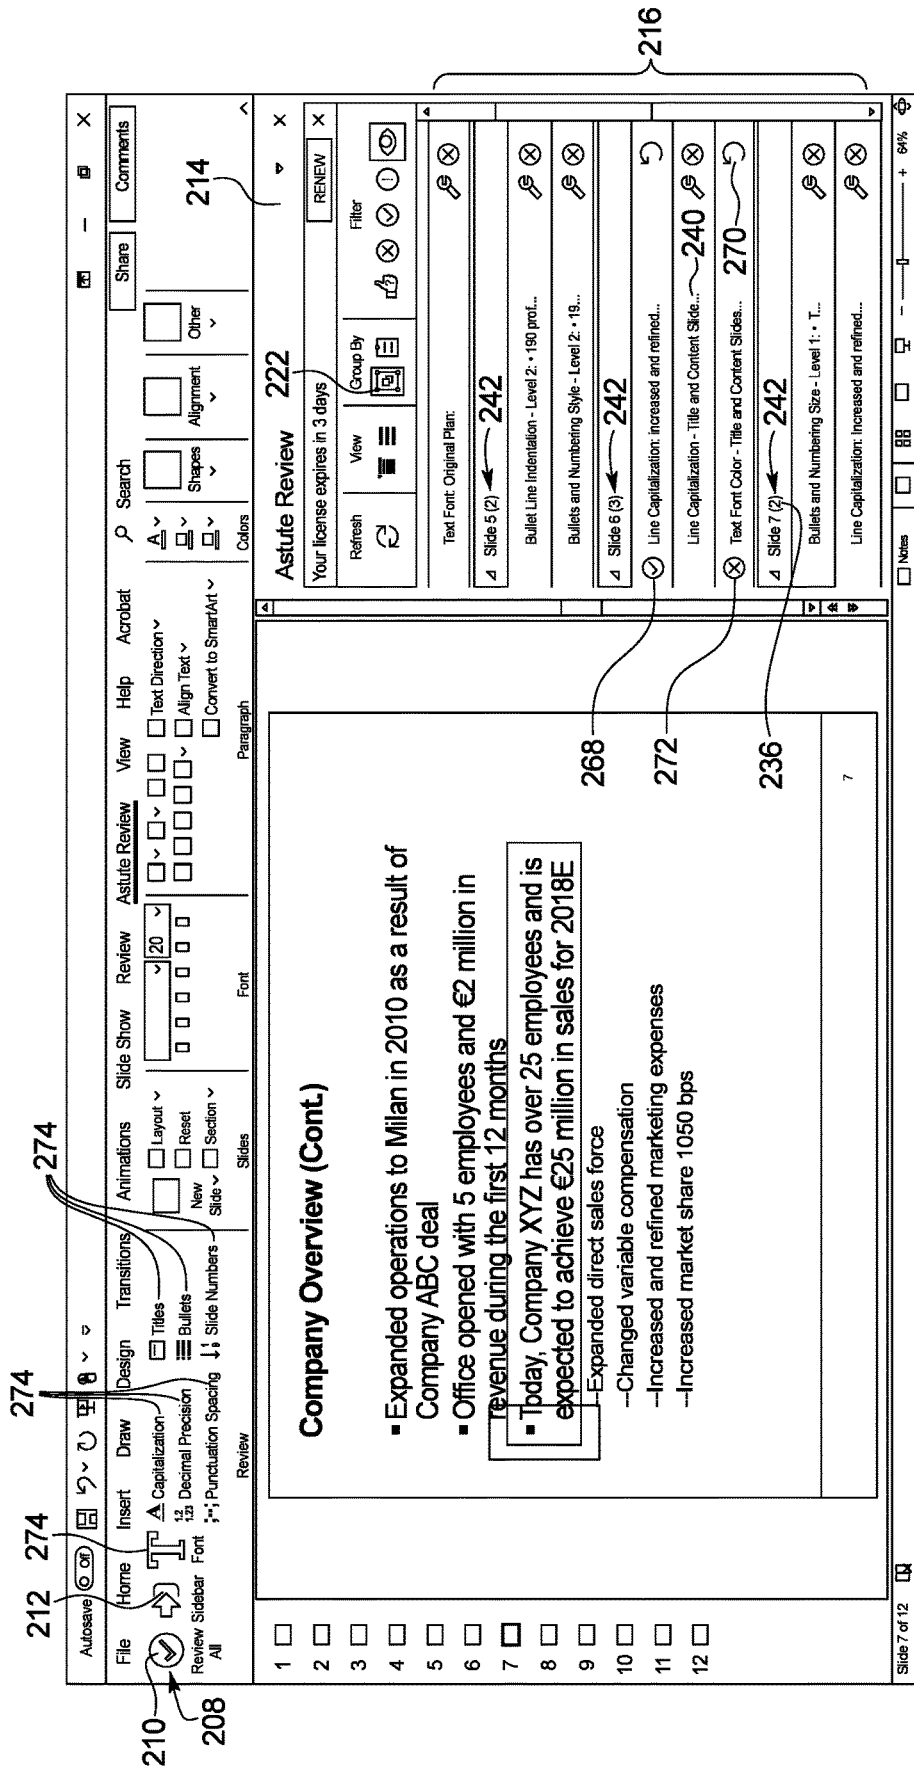 Autosave Off
File Home Insert Draw Design Transitions Animations Slide Show Review Astute Review View Help Acrobat Search
Share Comments
Review All
Sidebar
Font
Capitalization
Decimal Precision
Punctuation Spacing
Titles
Bullets
Slide Numbers
Review
New Slide
Layout
Reset
Section
Slides
20
Font
Text Direction
Align Text
Convert to SmartArt
Paragraph
Colors
Shapes
Alignment
Other
1
2
3
4
5
6
7
8
9
10
11
12
Company Overview (Cont.)
▪ Expanded operations to Milan in 2010 as a result of
Company ABC deal
▪ Office opened with 5 employees and €2 million in
revenue during the first 12 months
▪ Today, Company XYZ has over 25 employees and is
expected to achieve €25 million in sales for 2018E
--Expanded direct sales force
--Changed variable compensation
--Increased and refined marketing expenses
--Increased market share 1050 bps
7
Astute Review
Your license expires in 3 days
RENEW
Refresh
View
Group By
Filter
Text Font: Original Plan:
Slide 5 (2)
Bullet Line Indentation - Level 2: • 190 prof...
Bullets and Numbering Style - Level 2: • 19...
Slide 6 (3)
Line Capitalization: increased and refined...
Line Capitalization - Title and Content Slide...
Text Font Color - Title and Content Slides...
Slide 7 (2)
Bullets and Numbering Size - Level 1: • T...
Line Capitalization: Increased and refined...
Slide 7 of 12
Notes
64%
208
210
212
274
274
274
214
222
242
242
242
216
240
270
268
272
236